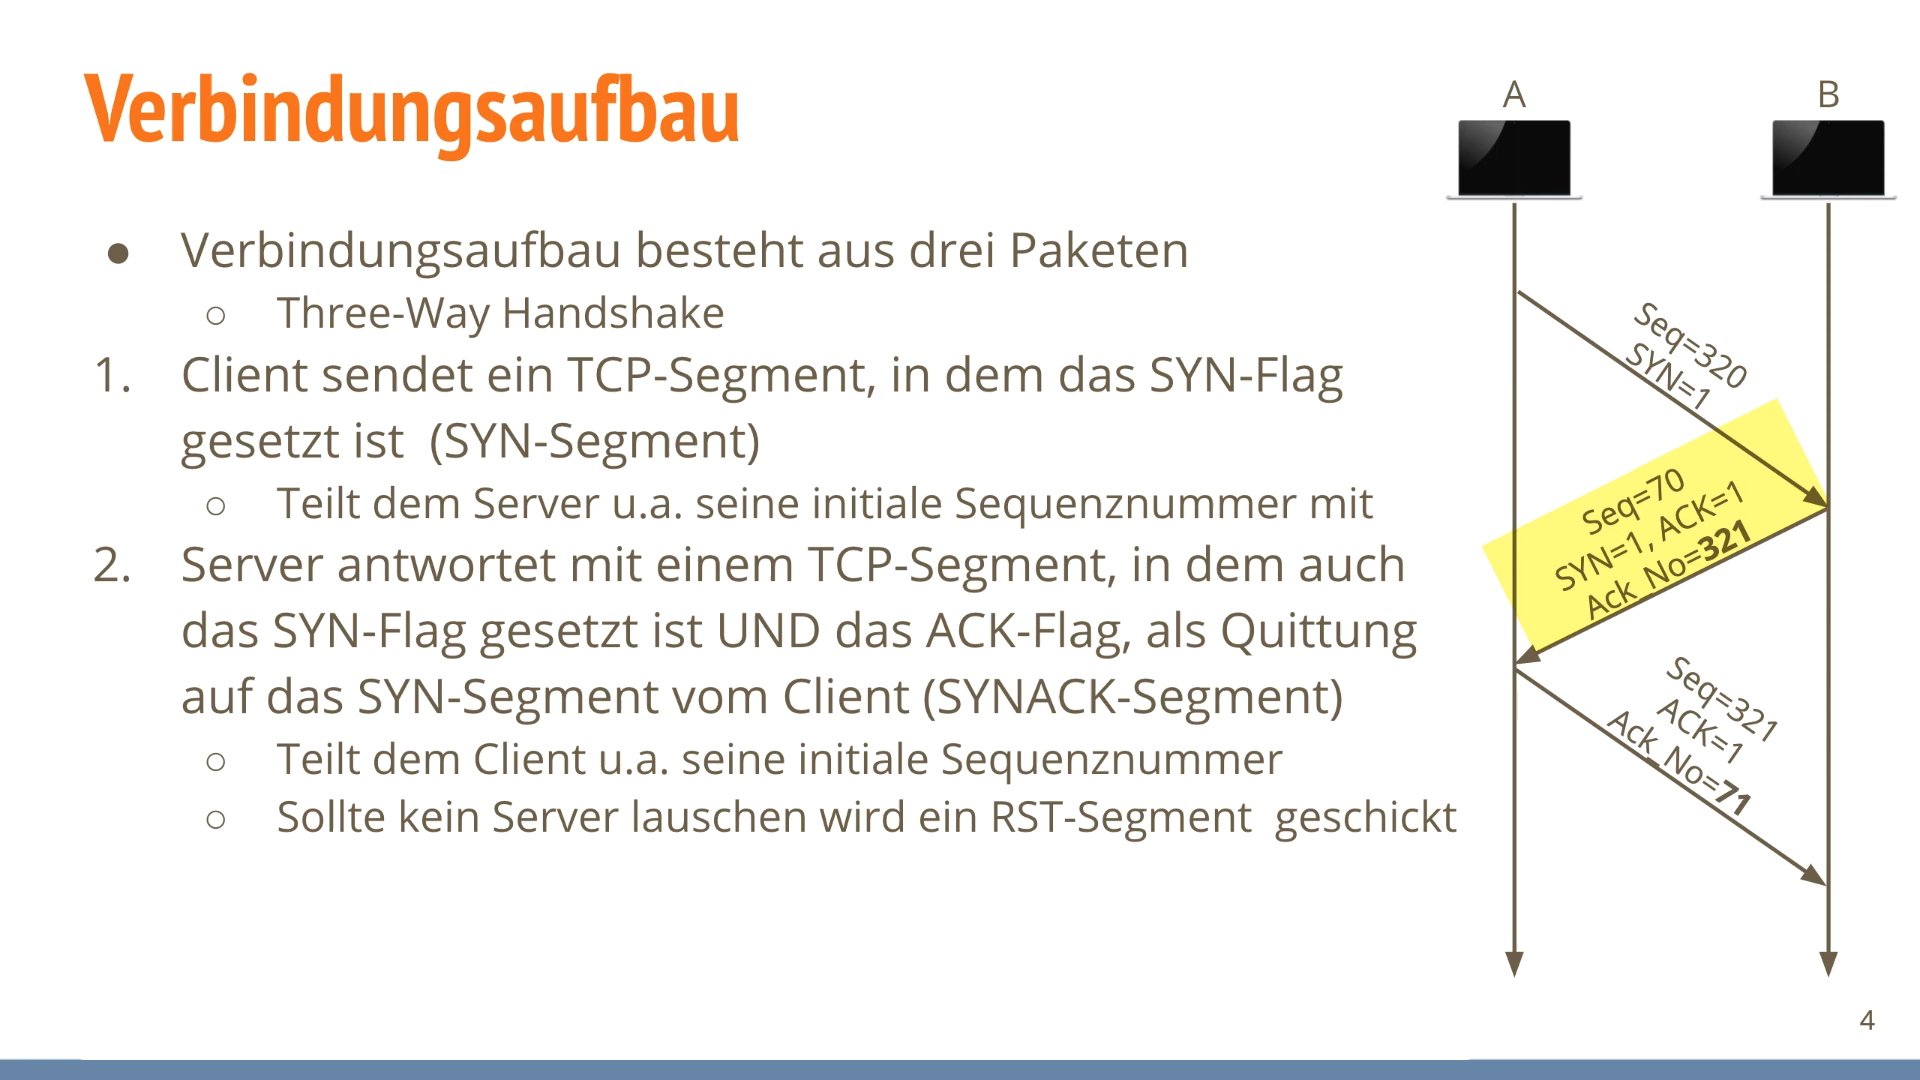 Verbindungsaufbau
● Verbindungsaufbau besteht aus drei Paketen
○ Three-Way Handshake
1. Client sendet ein TCP-Segment, in dem das SYN-Flag
gesetzt ist (SYN-Segment)
○ Teilt dem Server u.a. seine initiale Sequenznummer mit
2. Server antwortet mit einem TCP-Segment, in dem auch
das SYN-Flag gesetzt ist UND das ACK-Flag, als Quittung
auf das SYN-Segment vom Client (SYNACK-Segment)
○ Teilt dem Client u.a. seine initiale Sequenznummer
○ Sollte kein Server lauschen wird ein RST-Segment geschickt
A
B
Seq=320
SYN=1
Seq=70
SYN=1, ACK=1
Ack_No=321
Seq=321
ACK=1
Ack_No=71
4